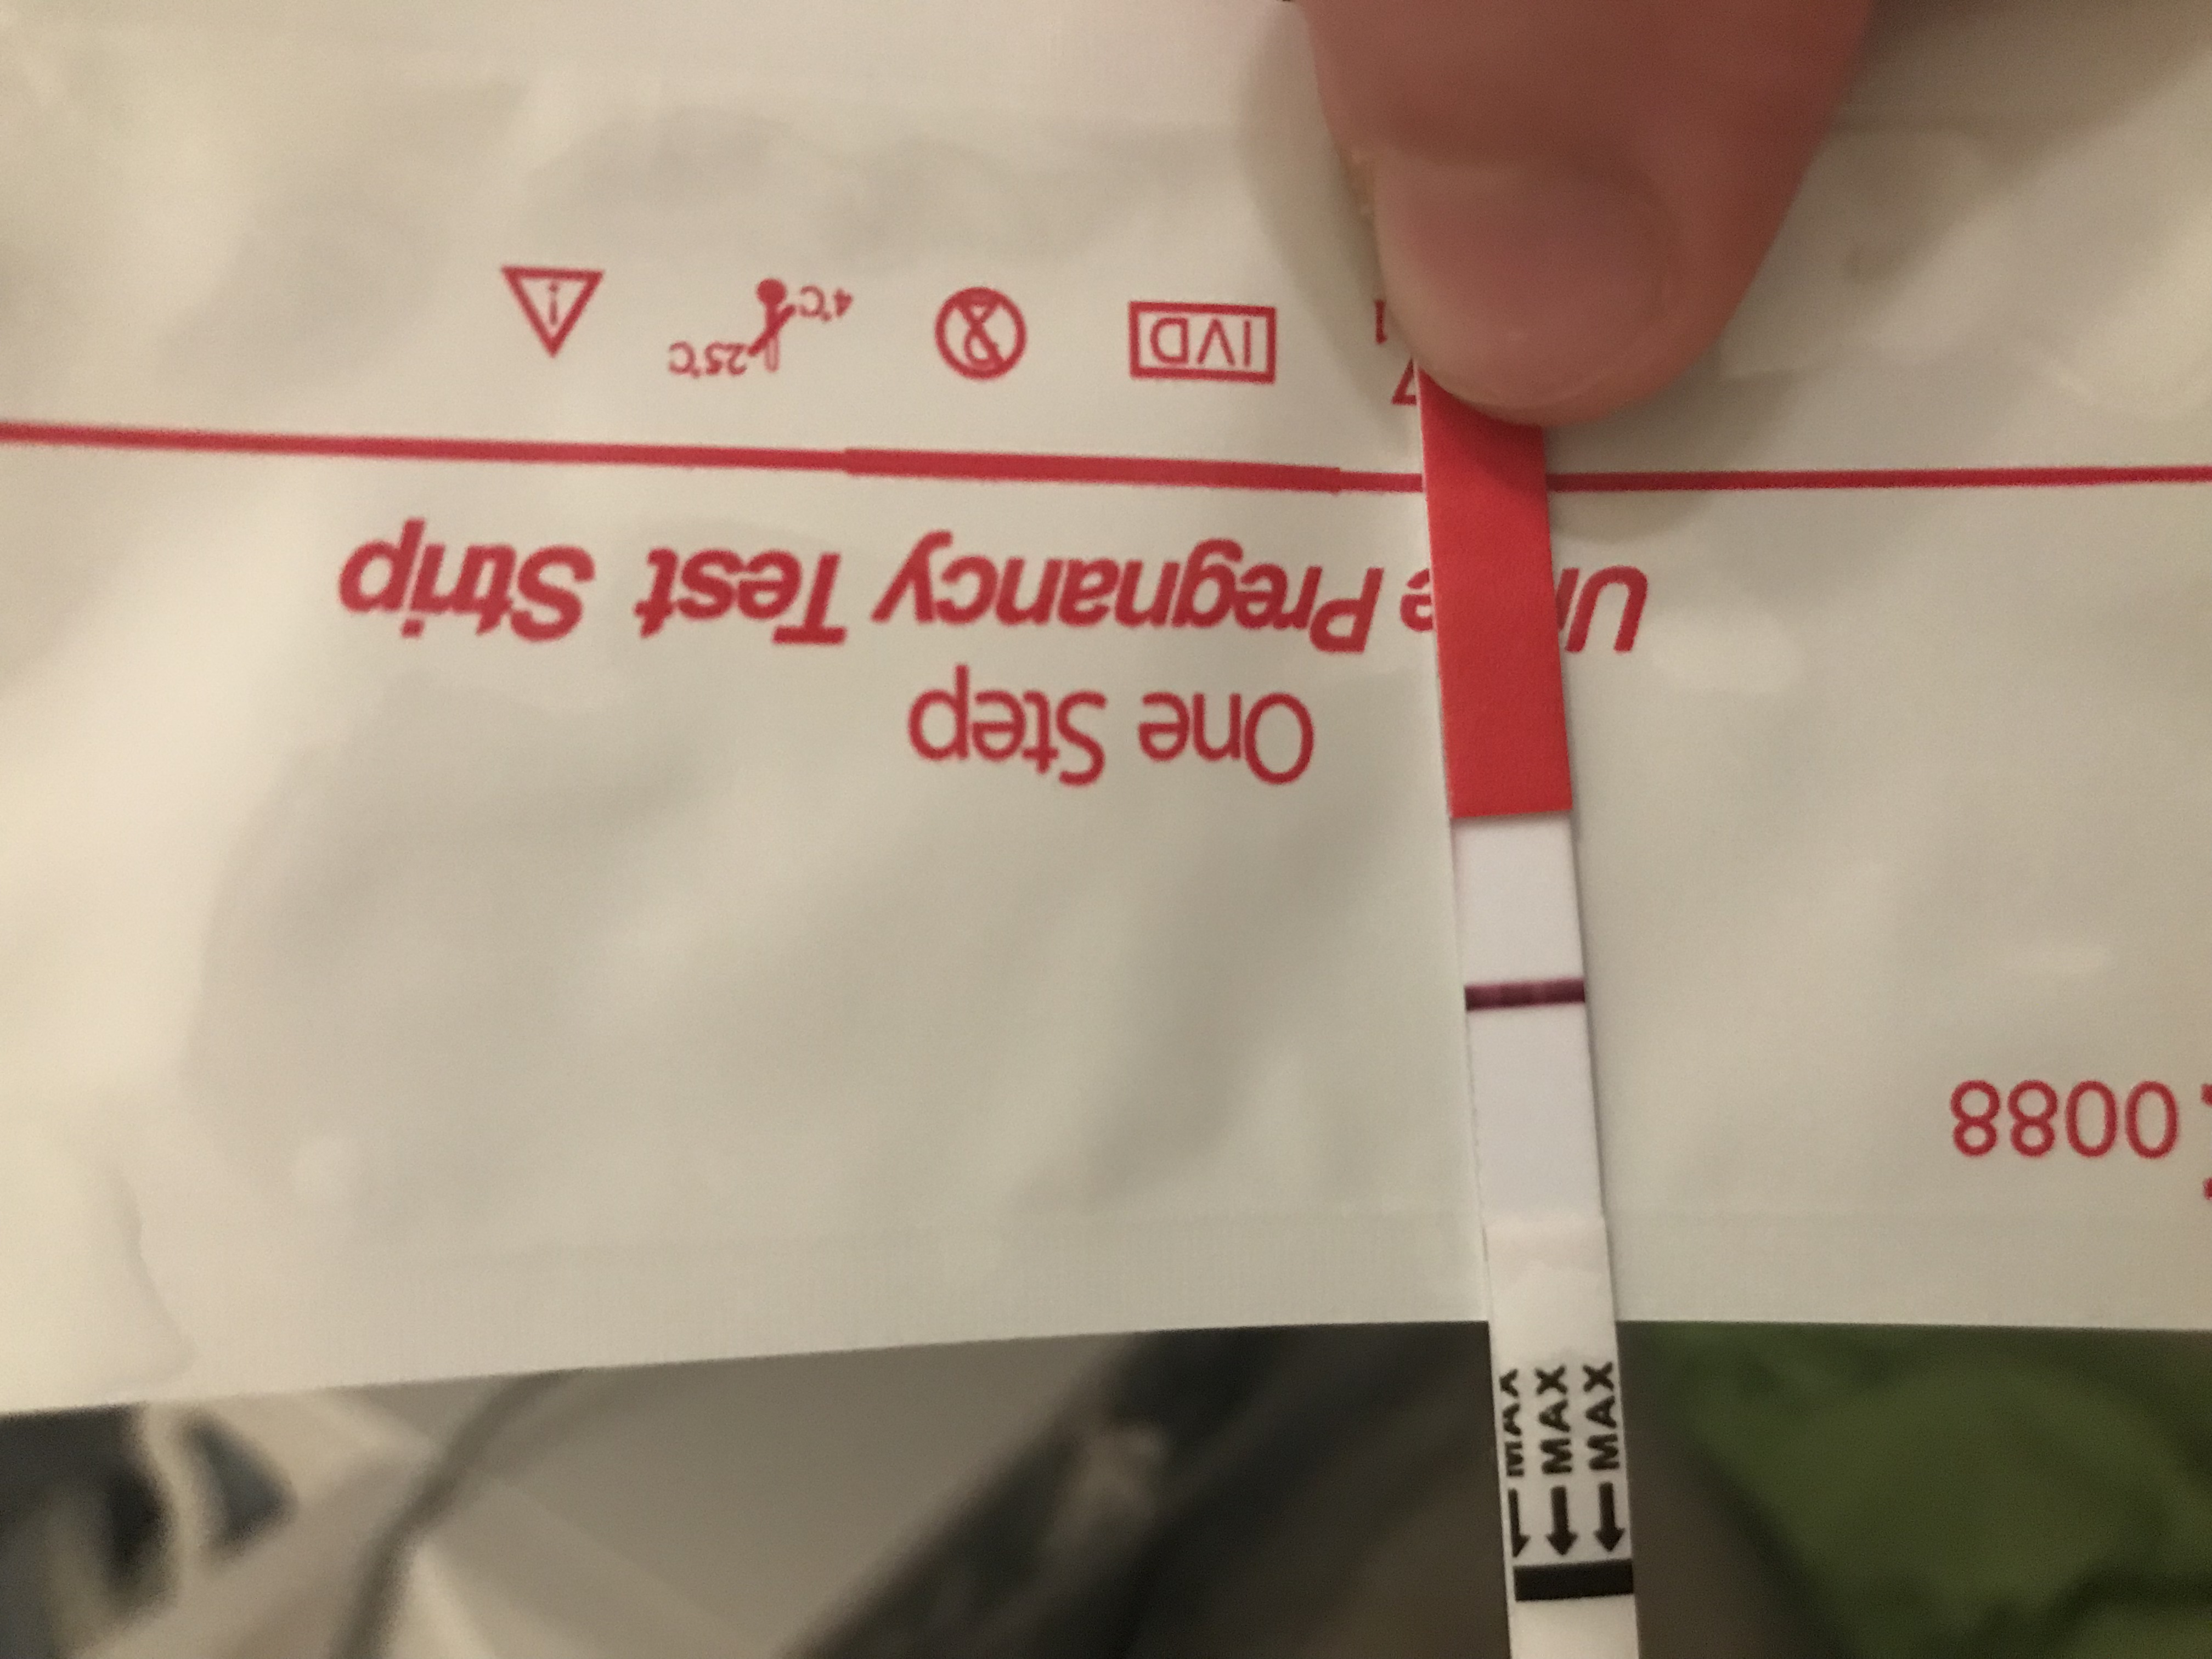 0088
One Step
Pregnancy Test Strip
IVD 4°C 25°C i
MAX
MAX
MAX